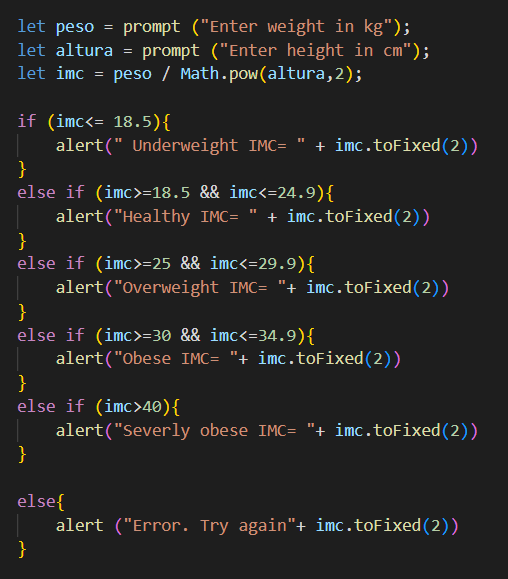 let peso = prompt ("Enter weight in kg");
let altura = prompt ("Enter height in cm");
let imc = peso / Math.pow(altura,2);

if (imc<= 18.5){
    alert(" Underweight IMC= " + imc.toFixed(2))
}
else if (imc>=18.5 && imc<=24.9){
    alert("Healthy IMC= " + imc.toFixed(2))
}
else if (imc>=25 && imc<=29.9){
    alert("Overweight IMC= "+ imc.toFixed(2))
}
else if (imc>=30 && imc<=34.9){
    alert("Obese IMC= "+ imc.toFixed(2))
}
else if (imc>40){
    alert("Severly obese IMC= "+ imc.toFixed(2))
}

else{
    alert ("Error. Try again"+ imc.toFixed(2))
}